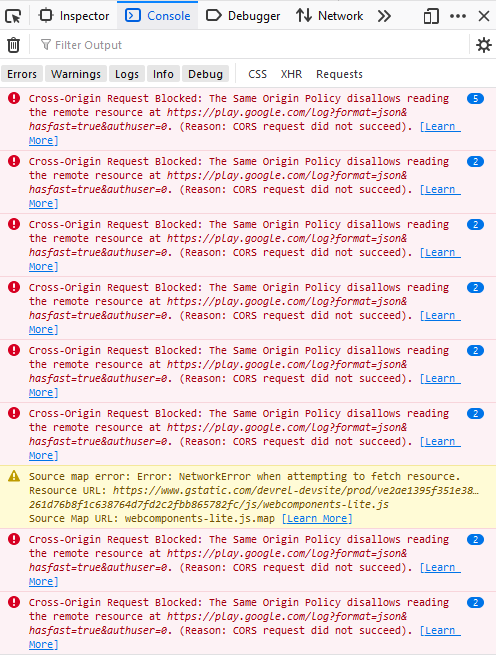 Inspector Console Debugger Network
Filter Output
Errors Warnings Logs Info Debug CSS XHR Requests
Cross-Origin Request Blocked: The Same Origin Policy disallows reading 5
the remote resource at https://play.google.com/log?format=json&
hasfast=true&authuser=0. (Reason: CORS request did not succeed). [Learn
More]
Cross-Origin Request Blocked: The Same Origin Policy disallows reading 2
the remote resource at https://play.google.com/log?format=json&
hasfast=true&authuser=0. (Reason: CORS request did not succeed). [Learn
More]
Cross-Origin Request Blocked: The Same Origin Policy disallows reading 2
the remote resource at https://play.google.com/log?format=json&
hasfast=true&authuser=0. (Reason: CORS request did not succeed). [Learn
More]
Cross-Origin Request Blocked: The Same Origin Policy disallows reading 2
the remote resource at https://play.google.com/log?format=json&
hasfast=true&authuser=0. (Reason: CORS request did not succeed). [Learn
More]
Cross-Origin Request Blocked: The Same Origin Policy disallows reading 2
the remote resource at https://play.google.com/log?format=json&
hasfast=true&authuser=0. (Reason: CORS request did not succeed). [Learn
More]
Cross-Origin Request Blocked: The Same Origin Policy disallows reading 2
the remote resource at https://play.google.com/log?format=json&
hasfast=true&authuser=0. (Reason: CORS request did not succeed). [Learn
More]
Source map error: Error: NetworkError when attempting to fetch resource.
Resource URL: https://www.gstatic.com/devrel-devsite/prod/ve2ae1395f351e38…
261d76b8f1c638764d7fd2c2fbb865782fc/js/webcomponents-lite.js
Source Map URL: webcomponents-lite.js.map [Learn More]
Cross-Origin Request Blocked: The Same Origin Policy disallows reading 2
the remote resource at https://play.google.com/log?format=json&
hasfast=true&authuser=0. (Reason: CORS request did not succeed). [Learn
More]
Cross-Origin Request Blocked: The Same Origin Policy disallows reading 2
the remote resource at https://play.google.com/log?format=json&
hasfast=true&authuser=0. (Reason: CORS request did not succeed). [Learn
More]